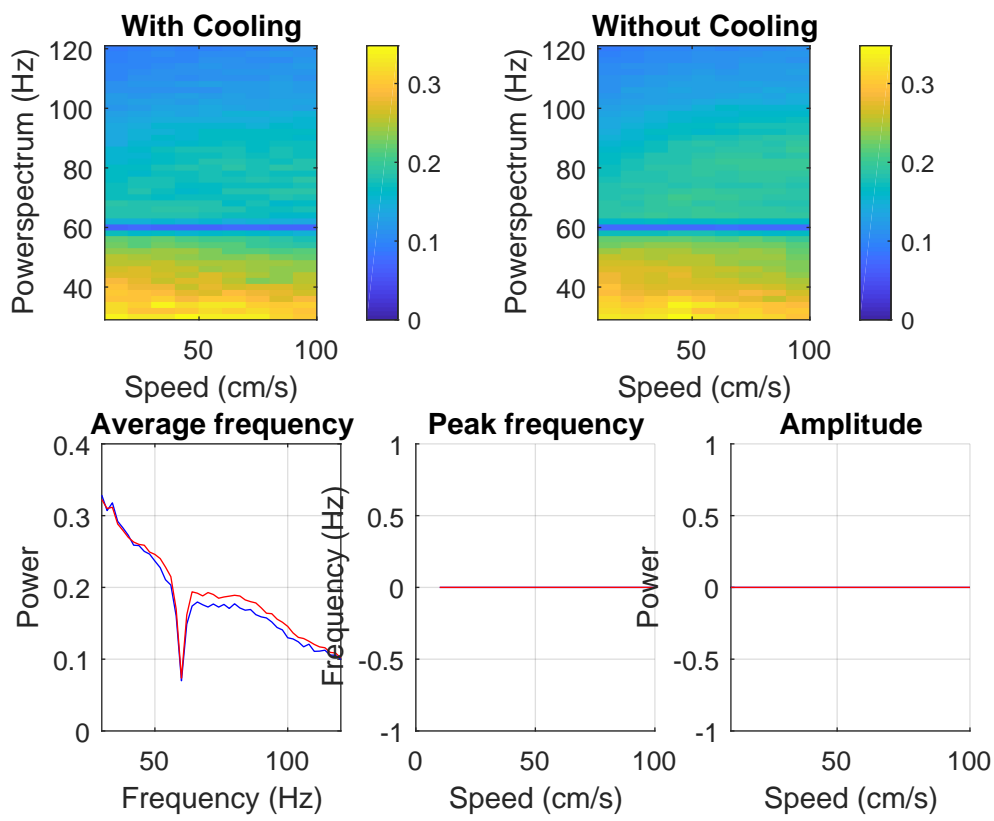 With Cooling
Powerspectrum (Hz)
120
100
80
60
40
50
100
Speed (cm/s)
0.3
0.2
0.1
0
Without Cooling
Powerspectrum (Hz)
120
100
80
60
40
50
100
Speed (cm/s)
0.3
0.2
0.1
0
Average frequency
Power
0.4
0.3
0.2
0.1
0
50
100
Frequency (Hz)
Peak frequency
Frequency (Hz)
1
0.5
0
-0.5
-1
0
50
100
Speed (cm/s)
Amplitude
Power
1
0.5
0
-0.5
-1
50
100
Speed (cm/s)